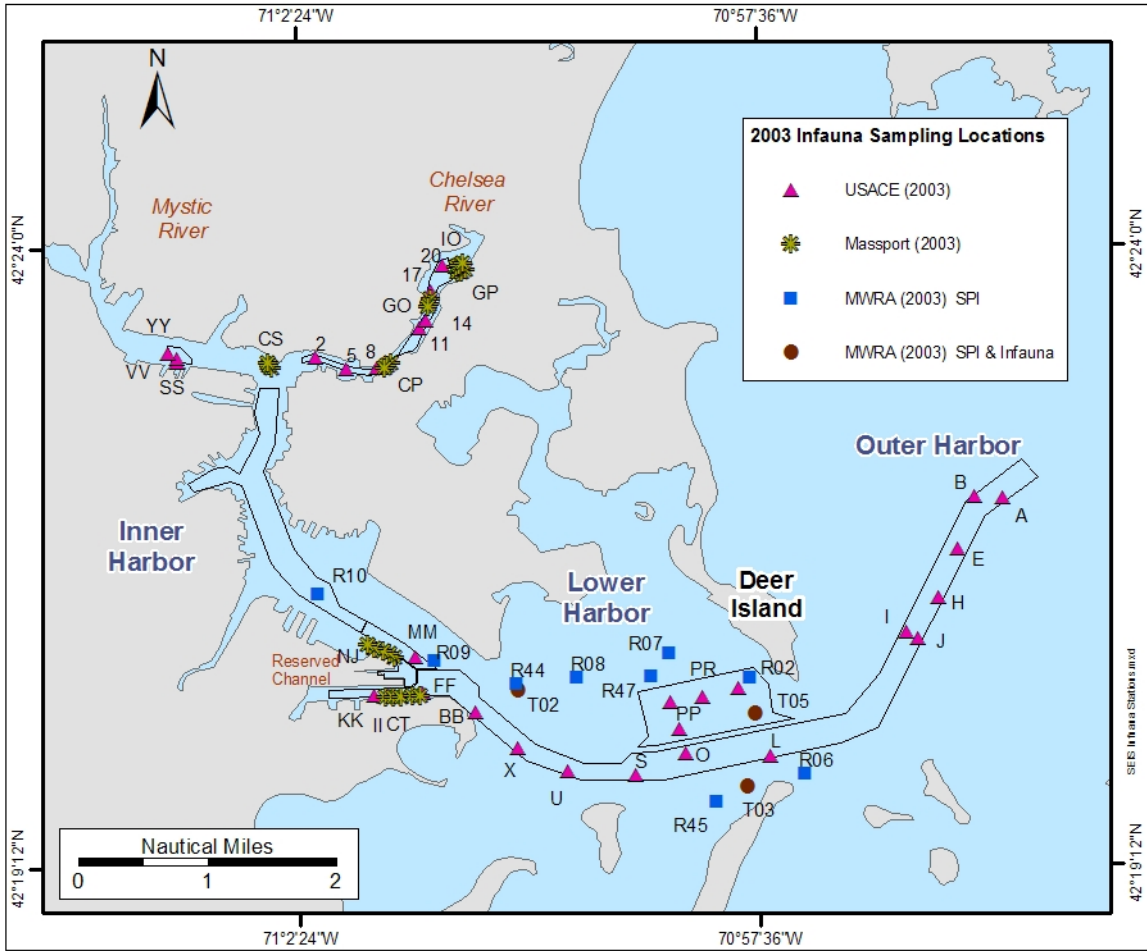 71°2'24"W
70°57'36"W
N
2003 Infauna Sampling Locations
USACE (2003)
Massport (2003)
MWRA (2003) SPI
MWRA (2003) SPI & Infauna
Mystic
River
Chelsea
River
42°24'0"N
42°24'0"N
IO
20
17
GP
GO
14
11
YY
CS
2
5
8
CP
VV
SS
Outer Harbor
B
A
E
H
I
J
Inner
Harbor
R10
Lower
Harbor
Deer
Island
Reserved
Channel
NJ
MM
R09
R07
R44
R08
R47
PR
R02
T02
T05
KK
II
CT
FF
BB
PP
X
U
S
O
L
R06
R45
T03
Nautical Miles
0
1
2
42°19'12"N
42°19'12"N
SEIS Infauna Stations.mxd
71°2'24"W
70°57'36"W